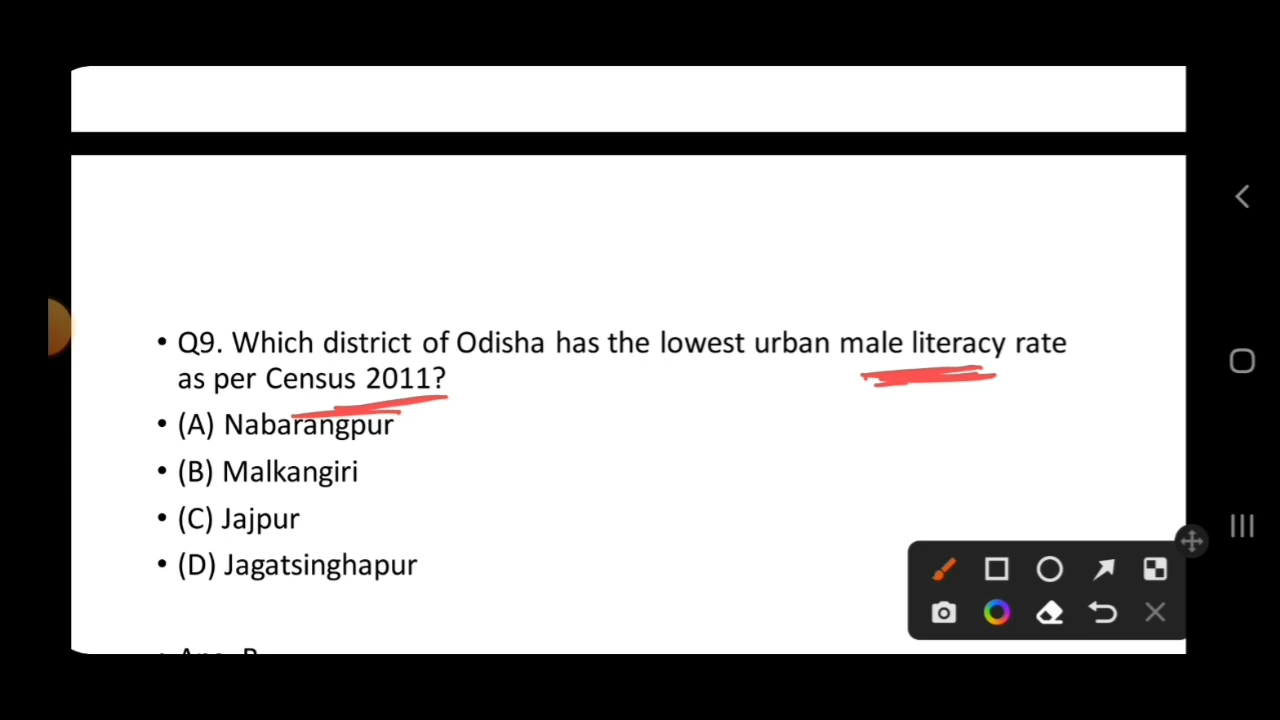 • Q9. Which district of Odisha has the lowest urban male literacy rate
as per Census 2011?
• (A) Nabarangpur
• (B) Malkangiri
• (C) Jajpur
• (D) Jagatsinghapur